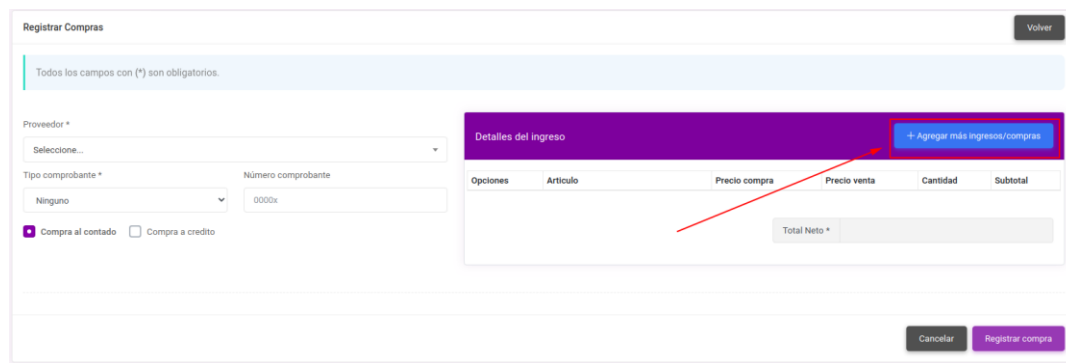 Registrar Compras
Volver
Todos los campos con (*) son obligatorios.
Proveedor *
Seleccione...
Tipo comprobante *
Número comprobante
Ninguno
0000x
Compra al contado
Compra a credito
Detalles del ingreso
+ Agregar más ingresos/compras
Opciones Articulo Precio compra Precio venta Cantidad Subtotal
Total Neto *
Cancelar
Registrar compra